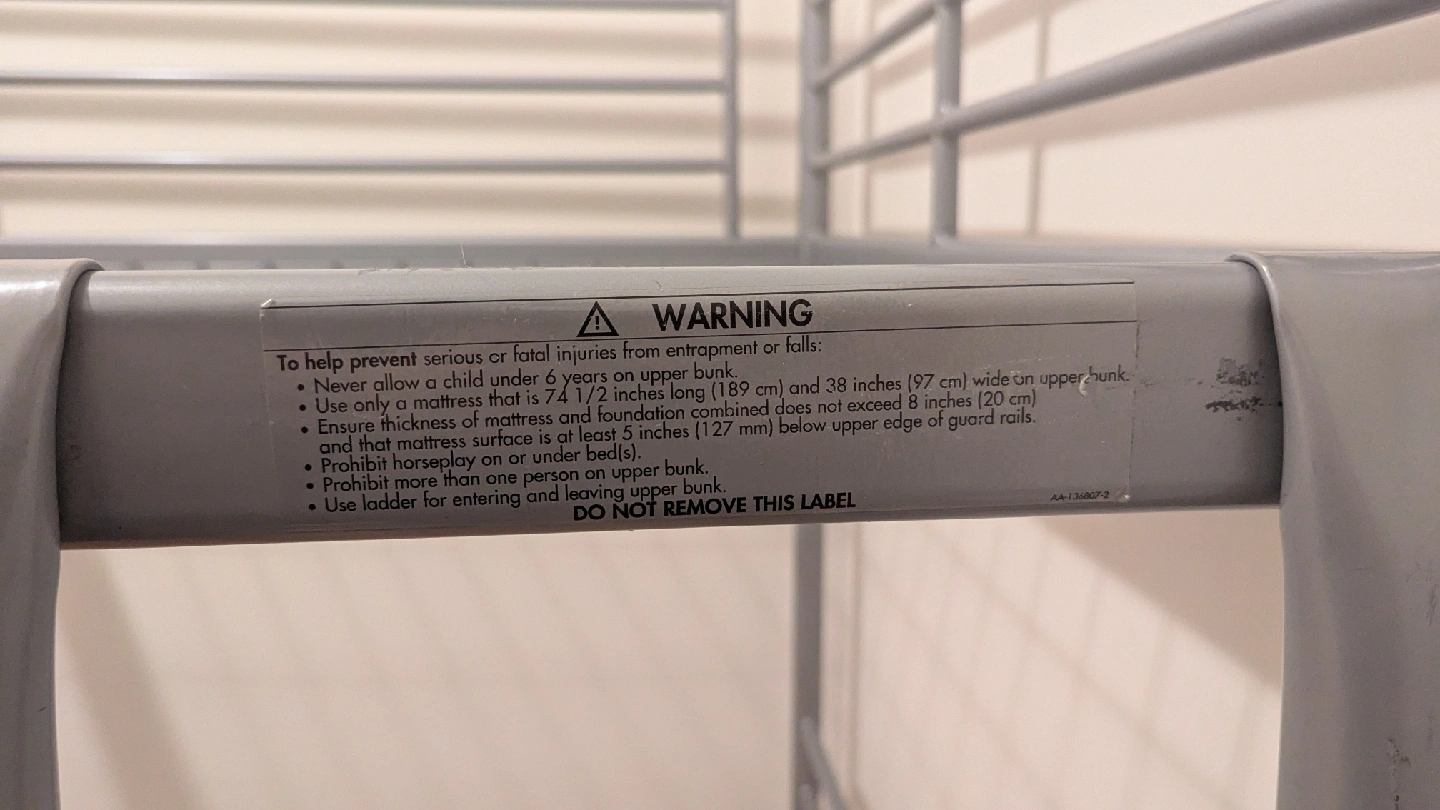 WARNING
To help prevent serious or fatal injuries from entrapment or falls:
• Never allow a child under 6 years on upper bunk.
• Use only a mattress that is 74 1/2 inches long (189 cm) and 38 inches (97 cm) wide on upper bunk.
• Ensure thickness of mattress and foundation combined does not exceed 8 inches (20 cm)
and that mattress surface is at least 5 inches (127 mm) below upper edge of guard rails.
• Prohibit horseplay on or under bed(s).
• Prohibit more than one person on upper bunk.
• Use ladder for entering and leaving upper bunk.
DO NOT REMOVE THIS LABEL
AA-136807-2